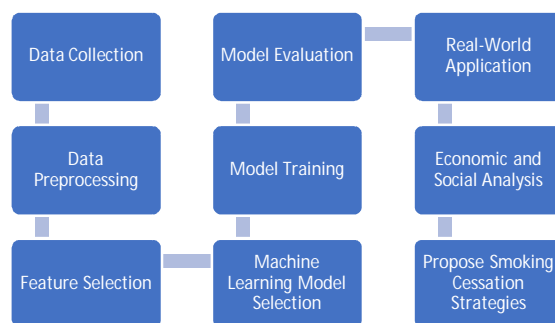 Data Collection
Data
Preprocessing
Feature Selection
Machine
Learning Model
Selection
Model Training
Model Evaluation
Real-World
Application
Economic and
Social Analysis
Propose Smoking
Cessation
Strategies